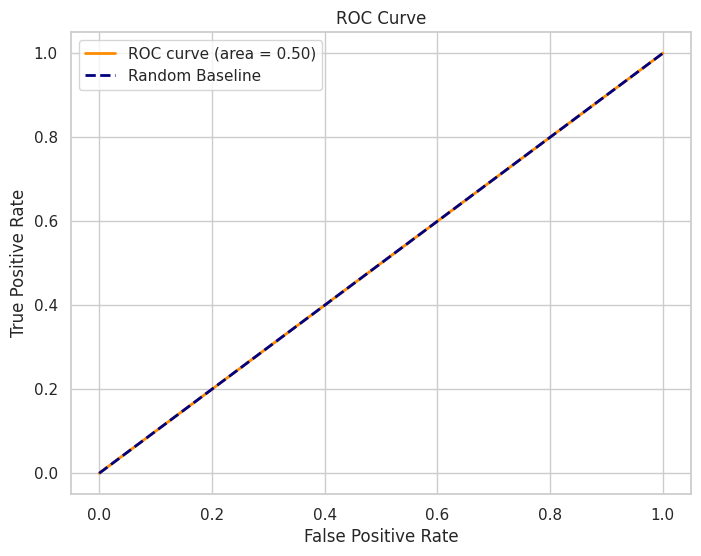 ROC Curve
ROC curve (area = 0.50)
Random Baseline
1.0
0.8
0.6
0.4
0.2
0.0
True Positive Rate
0.0 0.2 0.4 0.6 0.8 1.0
False Positive Rate